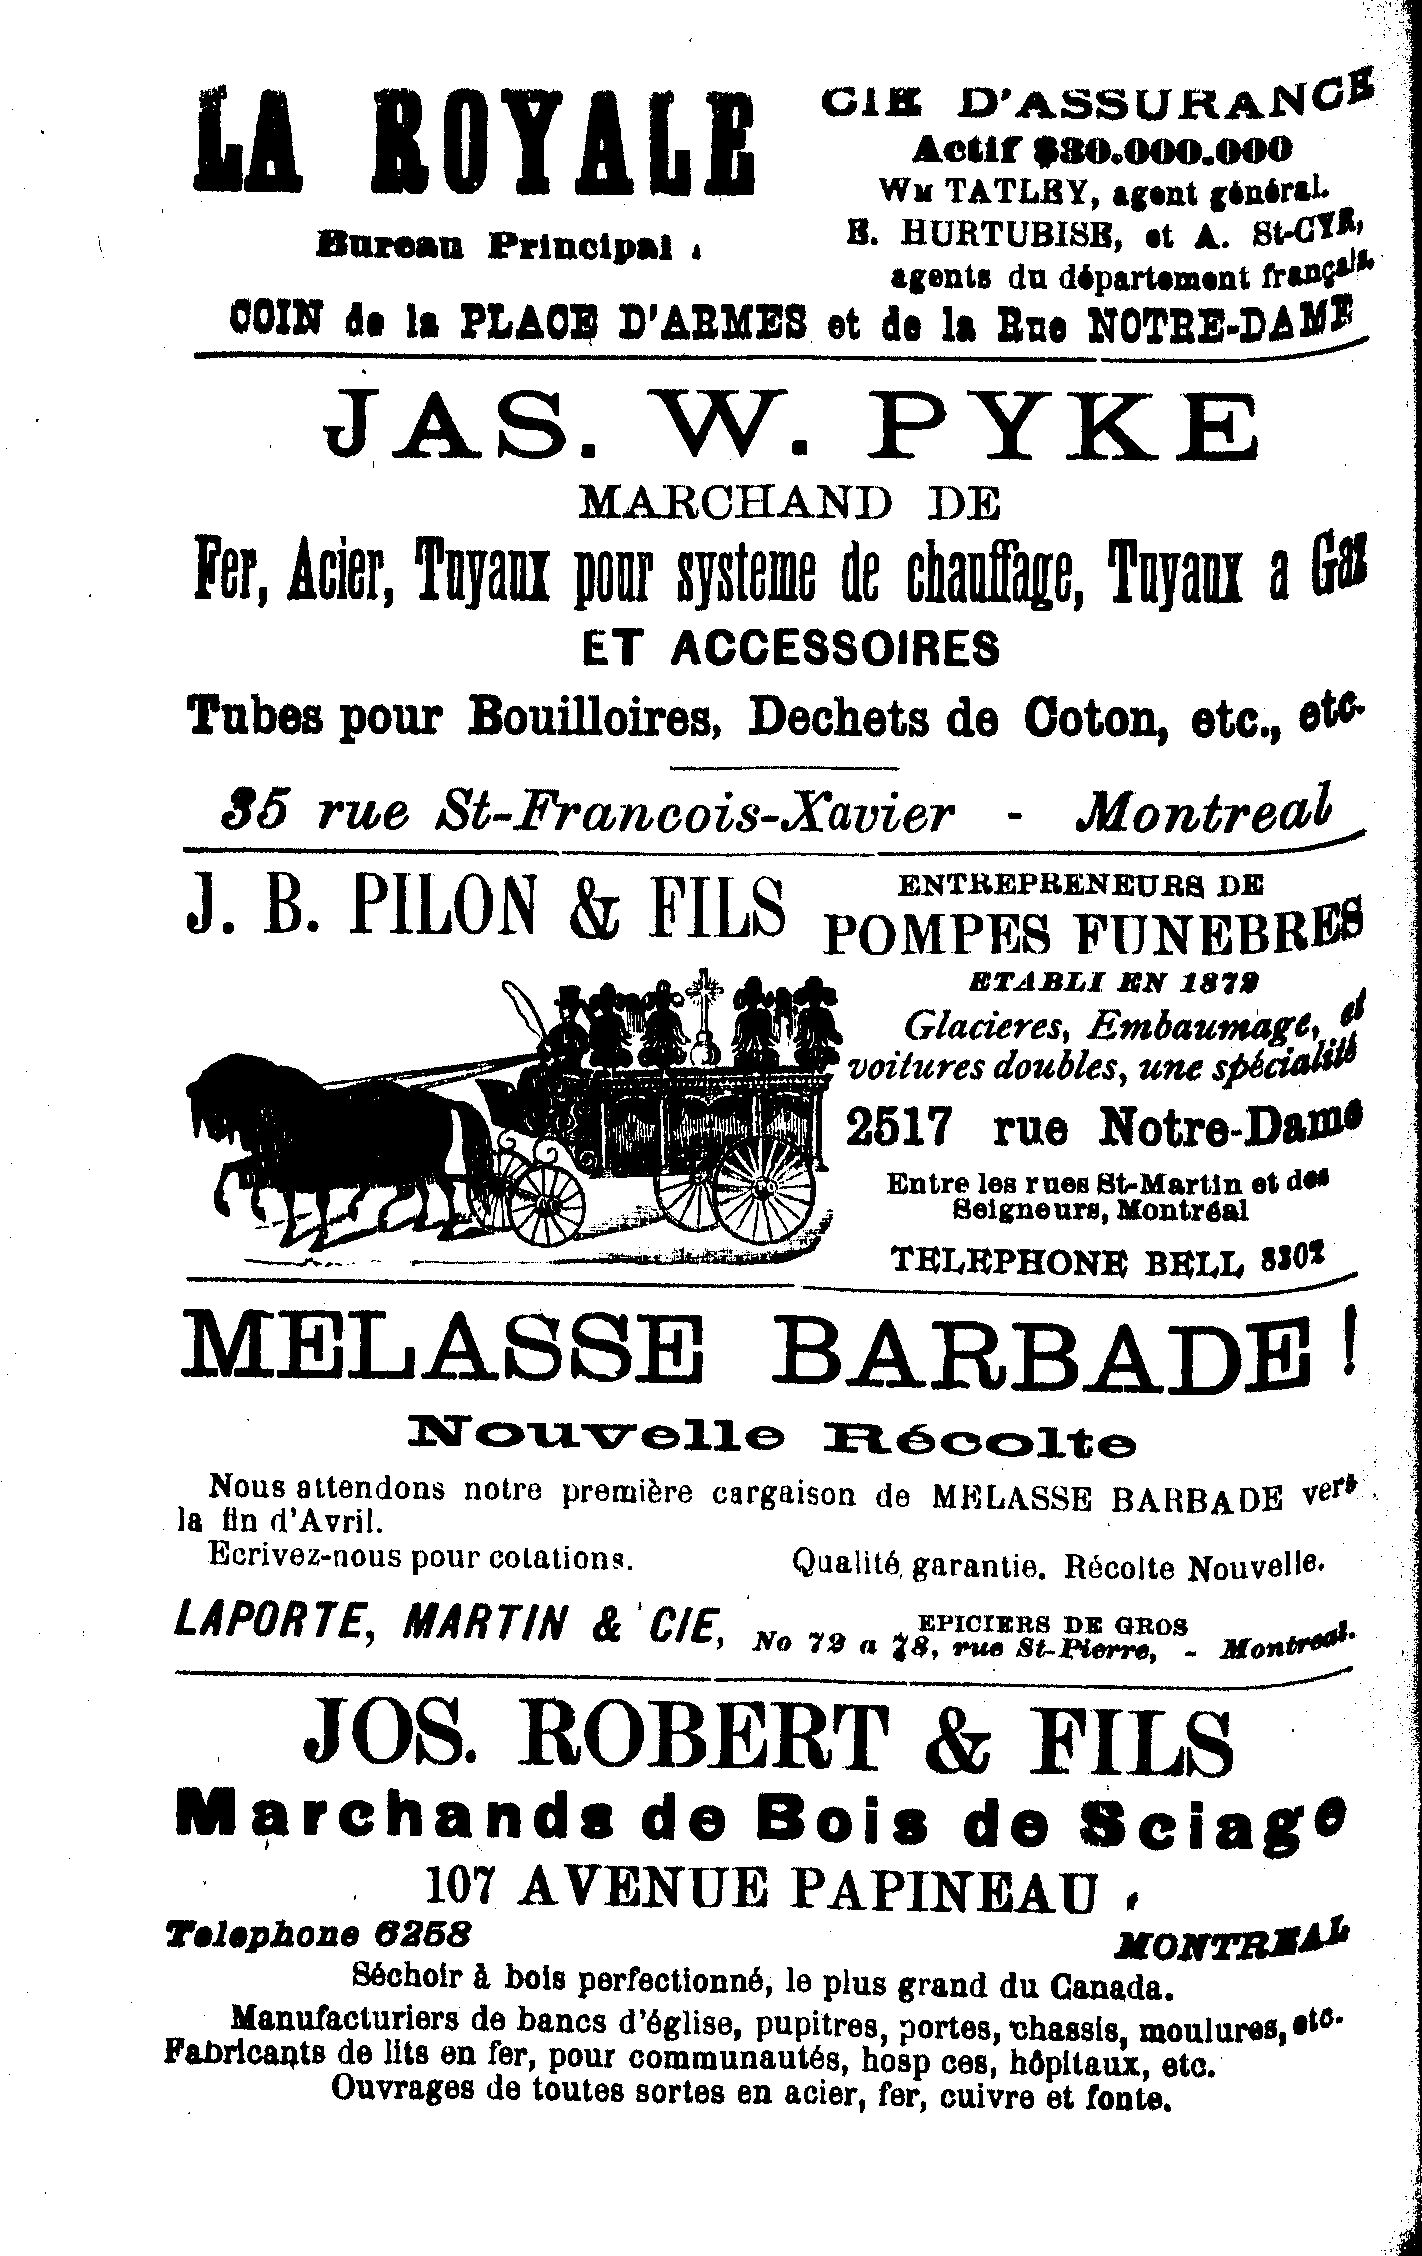 LA ROYALE
CIE D'ASSURANCE
Actif $30.000.000
Wm TATLEY, agent général.
E. HURTUBISE, et A. St-CYR,
agents du département français.
Bureau Principal
COIN de la PLACE D'ARMES et de la Rue NOTRE-DAME
JAS. W. PYKE
MARCHAND DE
Fer, Acier, Tuyaux pour systeme de chauffage, Tuyaux a Gaz
ET ACCESSOIRES
Tubes pour Bouilloires, Dechets de Coton, etc., etc.
35 rue St-Francois-Xavier - Montreal
J. B. PILON & FILS
ENTREPRENEURS DE
POMPES FUNEBRES
ETABLI EN 1879
Glacieres, Embaumage, et
voitures doubles, une spécialité
2517 rue Notre-Dame
Entre les rues St-Martin et des
Seigneurs, Montréal
TELEPHONE BELL
MELASSE BARBADE !
Nouvelle Récolte
Nous attendons notre première cargaison de MELASSE BARBADE vers
la fin d'Avril.
Ecrivez-nous pour cotations. Qualité garantie. Récolte Nouvelle.
LAPORTE, MARTIN & CIE,
EPICIERS DE GROS
No 72 a 78, rue St-Pierre, - Montreal.
JOS. ROBERT & FILS
Marchands de Bois de Sciage
107 AVENUE PAPINEAU
Telephone 6258 MONTREAL
Séchoir à bois perfectionné, le plus grand du Canada.
Manufacturiers de bancs d'église, pupitres, portes, chassis, moulures, etc.
Fabricants de lits en fer, pour communautés, hosp ces, hôpitaux, etc.
Ouvrages de toutes sortes en acier, fer, cuivre et fonte.